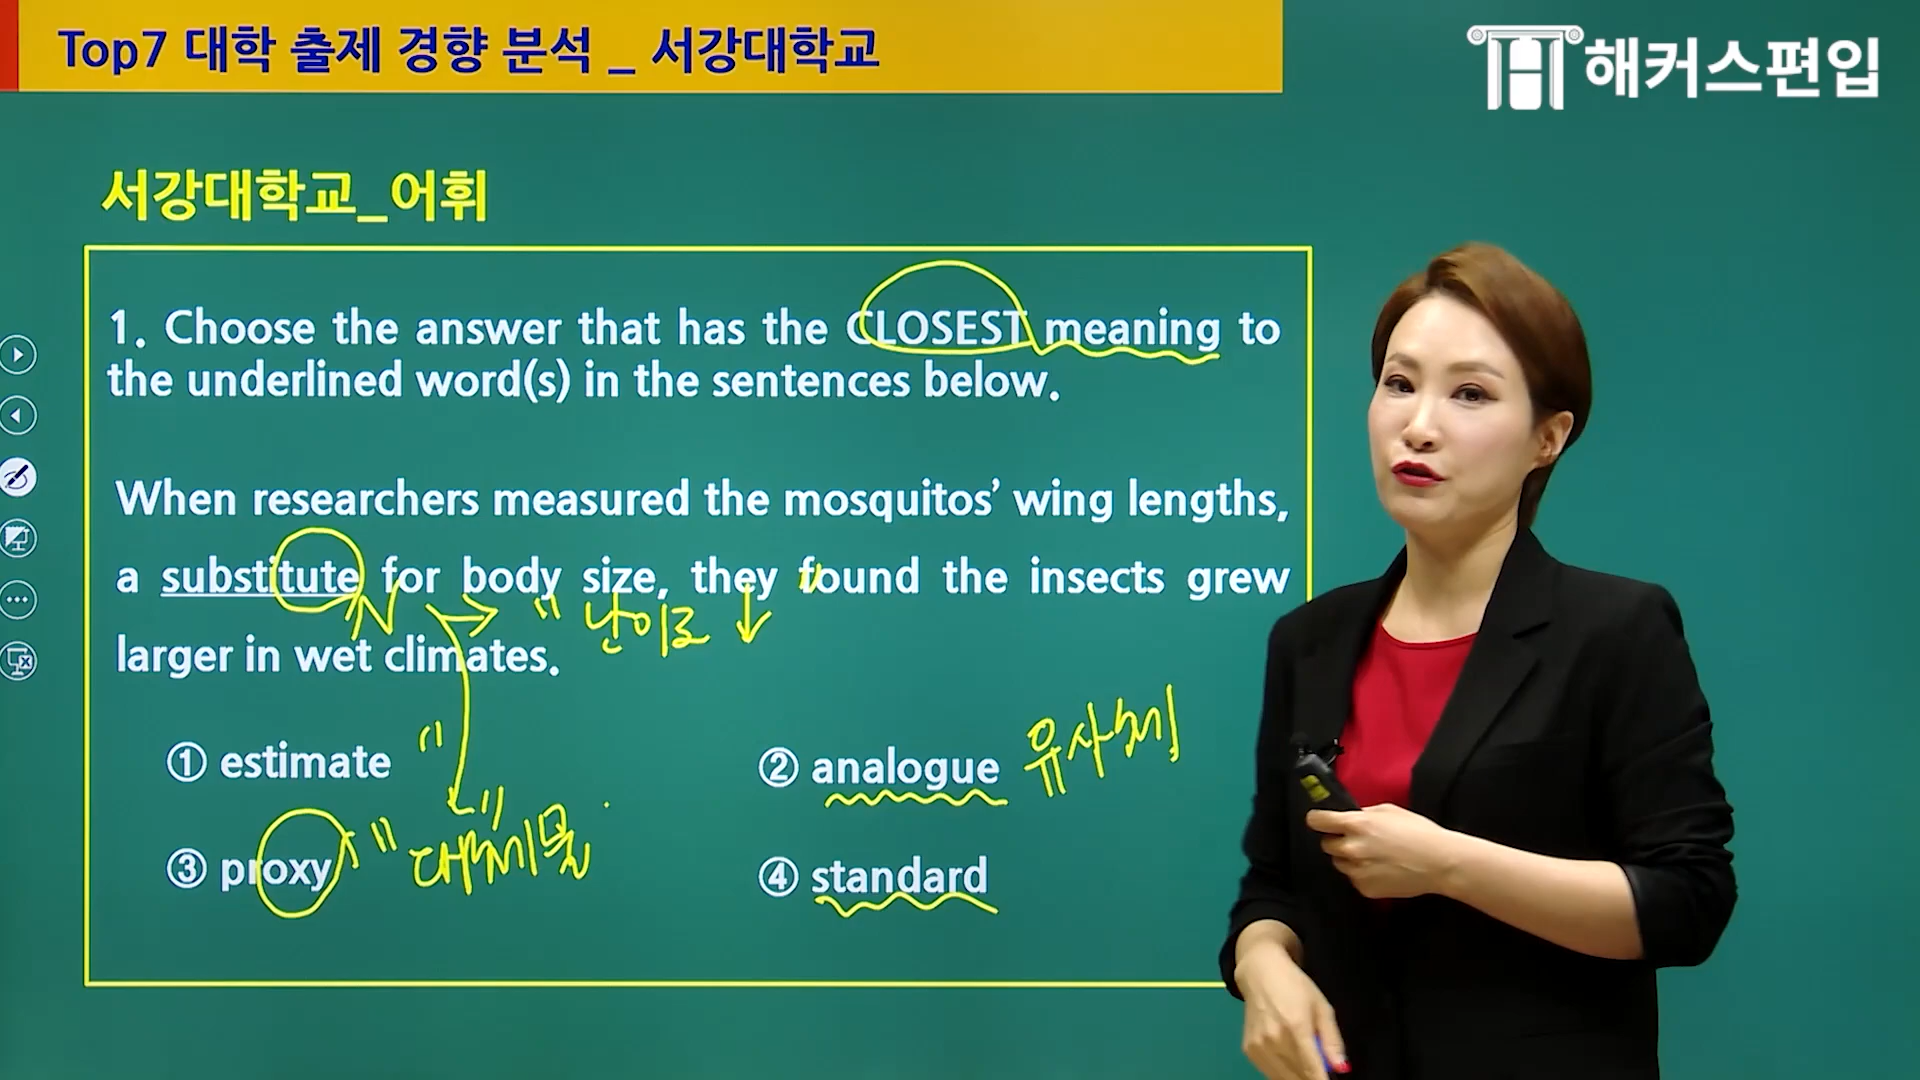 Top7 대학 출제 경향 분석 _ 서강대학교
해커스편입
서강대학교_어휘
1. Choose the answer that has the CLOSEST meaning to
the underlined word(s) in the sentences below.
When researchers measured the mosquitos’ wing lengths,
a substitute for body size, they found the insects grew
larger in wet climates.
N → " 난이도 ↓ "
① estimate "
② analogue 유사체
③ proxy " 대체물 "
④ standard